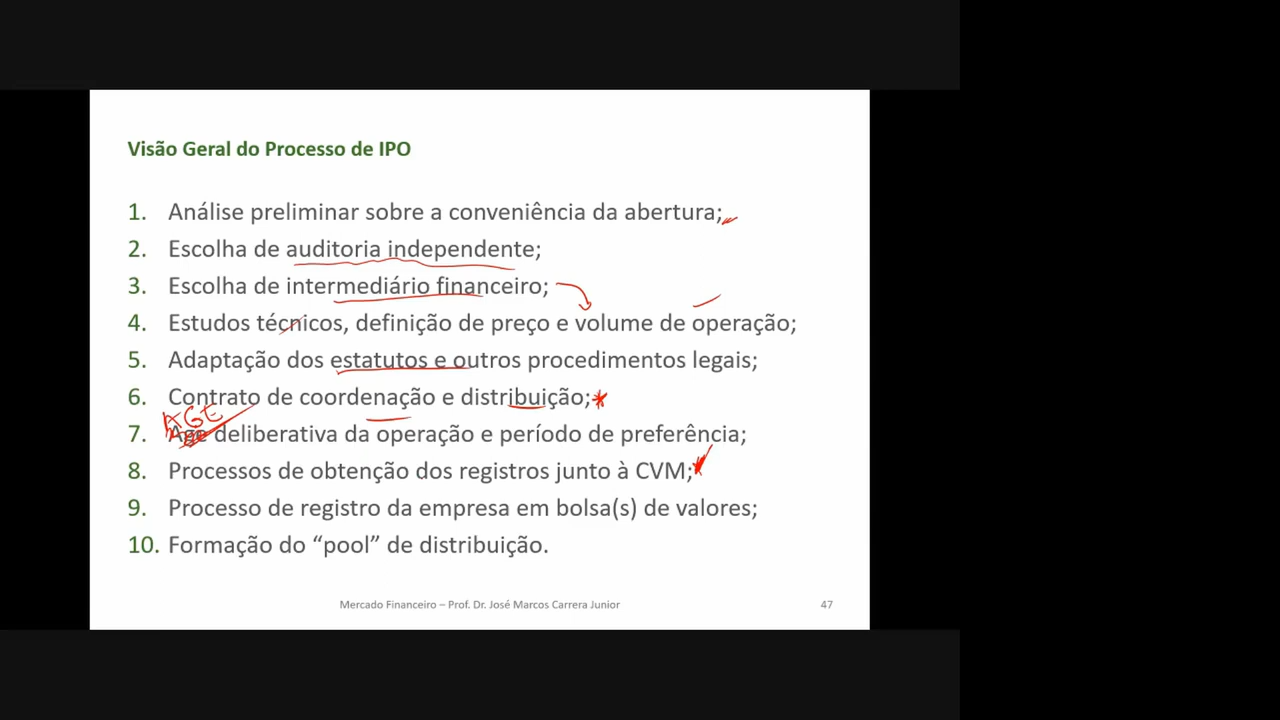 Visão Geral do Processo de IPO
1. Análise preliminar sobre a conveniência da abertura;
2. Escolha de auditoria independente;
3. Escolha de intermediário financeiro;
4. Estudos técnicos, definição de preço e volume de operação;
5. Adaptação dos estatutos e outros procedimentos legais;
6. Contrato de coordenação e distribuição;
AGE
7. Age deliberativa da operação e período de preferência;
8. Processos de obtenção dos registros junto à CVM;
9. Processo de registro da empresa em bolsa(s) de valores;
10. Formação do “pool” de distribuição.
Mercado Financeiro – Prof. Dr. José Marcos Carrera Junior 47